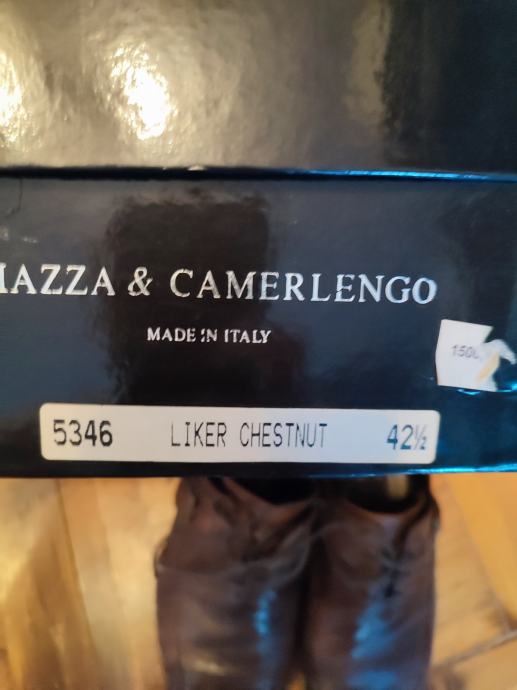 IAZZA & CAMERLENGO
MADE IN ITALY
5346 LIKER CHESTNUT 42½